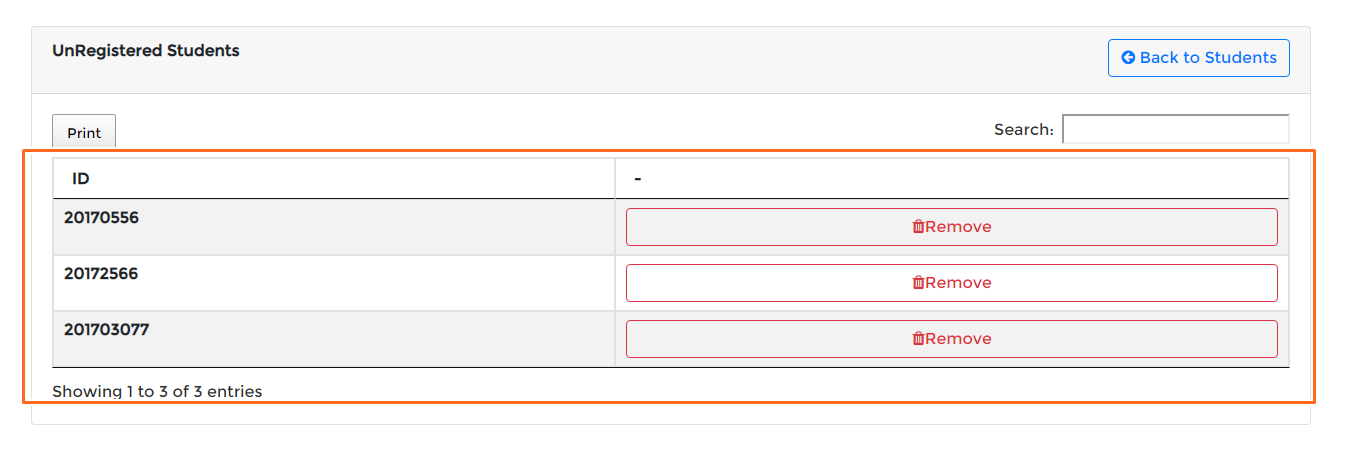 UnRegistered Students
Back to Students
Print
Search:
ID
-
20170556
Remove
20172566
Remove
201703077
Remove
Showing 1 to 3 of 3 entries